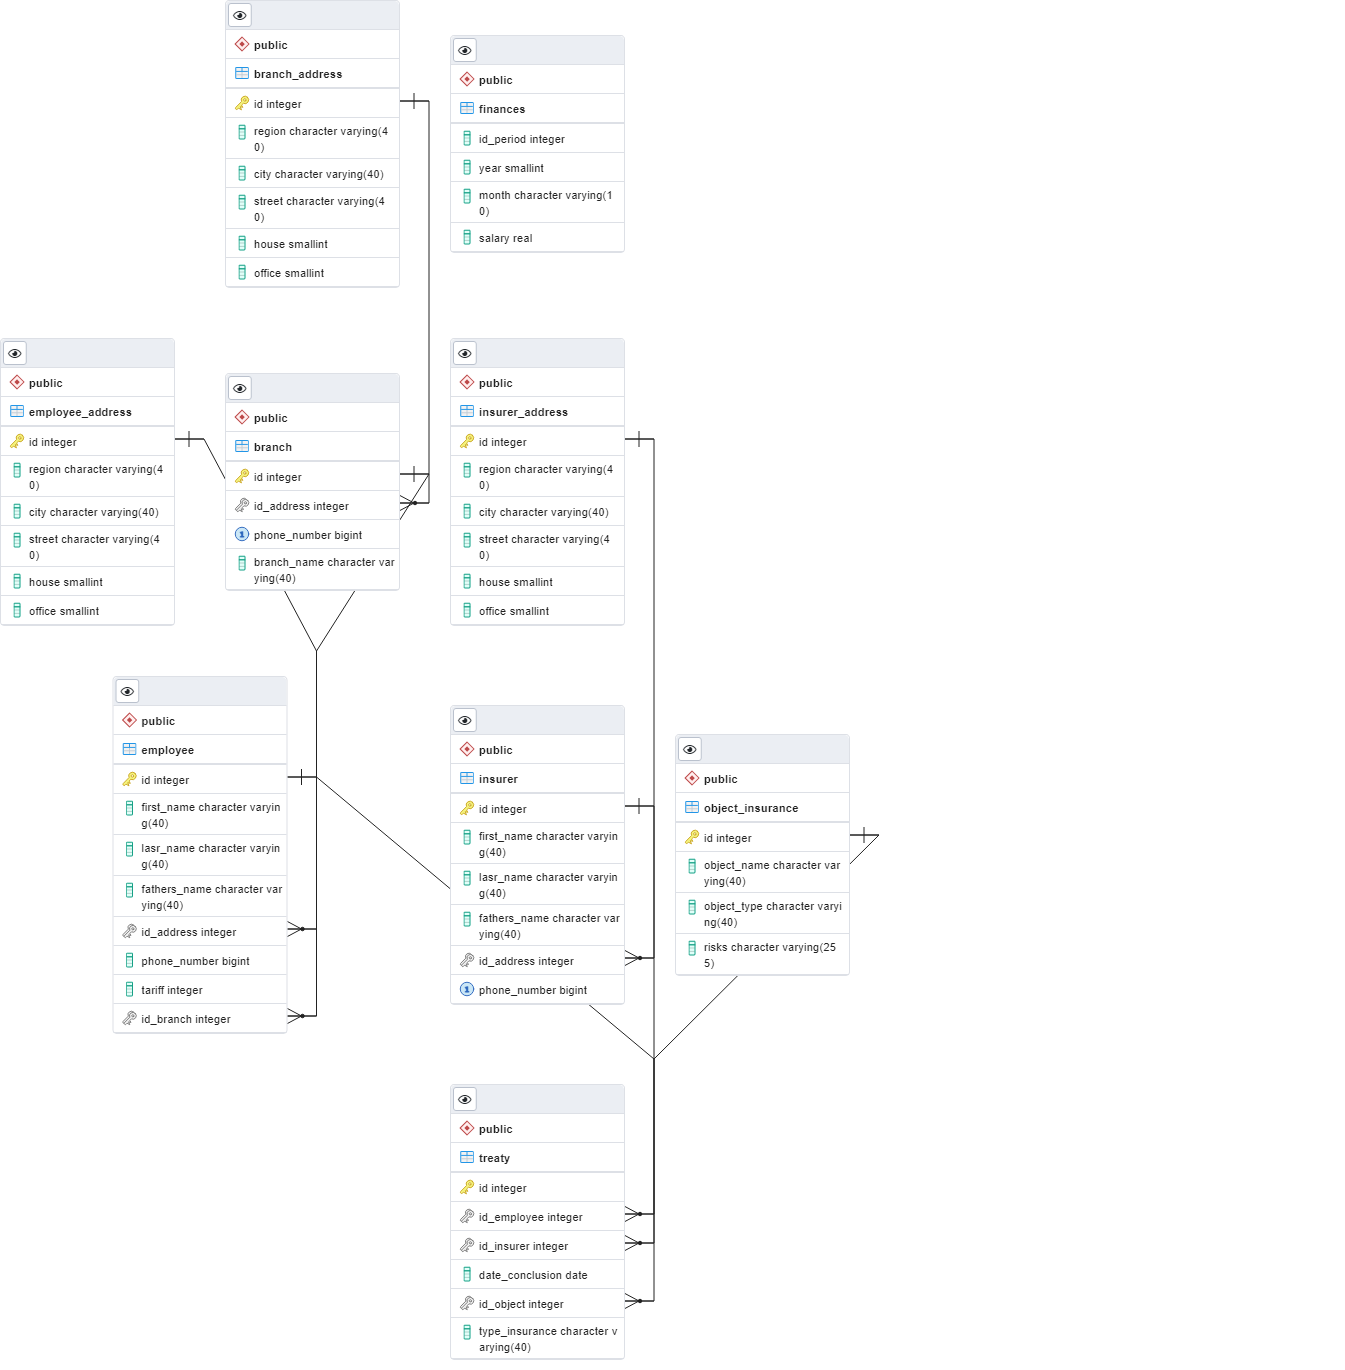 public
branch_address
id integer
region character varying(4
0)
city character varying(40)
street character varying(4
0)
house smallint
office smallint
public
finances
id_period integer
year smallint
month character varying(1
0)
salary real
public
employee_address
id integer
region character varying(4
0)
city character varying(40)
street character varying(4
0)
house smallint
office smallint
public
branch
id integer
id_address integer
1
phone_number bigint
branch_name character var
ying(40)
public
insurer_address
id integer
region character varying(4
0)
city character varying(40)
street character varying(4
0)
house smallint
office smallint
public
employee
id integer
first_name character varyin
g(40)
lasr_name character varyin
g(40)
fathers_name character var
ying(40)
id_address integer
phone_number bigint
tariff integer
id_branch integer
public
insurer
id integer
first_name character varyin
g(40)
lasr_name character varyin
g(40)
fathers_name character var
ying(40)
id_address integer
1
phone_number bigint
public
object_insurance
id integer
object_name character var
ying(40)
object_type character varyi
ng(40)
risks character varying(25
5)
public
treaty
id integer
id_employee integer
id_insurer integer
date_conclusion date
id_object integer
type_insurance character v
arying(40)